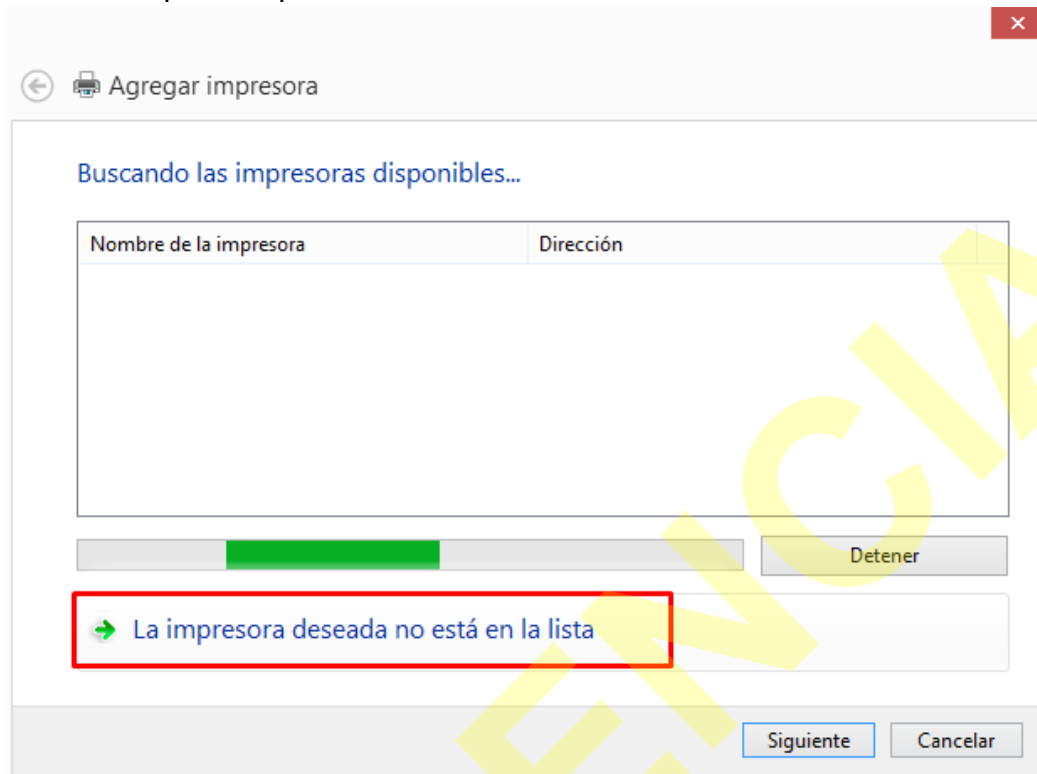 Agregar impresora
Buscando las impresoras disponibles...
Nombre de la impresora Dirección
Detener
La impresora deseada no está en la lista
Siguiente Cancelar
ENCIA